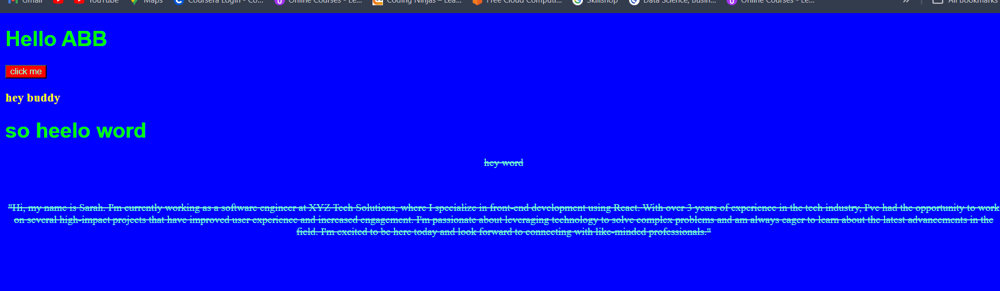 Gmail YouTube Maps Coursera Login - Co... Online Courses - Le... Coding Ninjas – Lea... Free Cloud Computi... Skillshop Data Science, Busin... Online Courses - Le... All Bookmarks
Hello ABB
click me
hey buddy
so heelo word
hey word
"Hi, my name is Sarah. I'm currently working as a software engineer at XYZ Tech Solutions, where I specialize in front-end development using React. With over 3 years of experience in the tech industry, I've had the opportunity to work
on several high-impact projects that have improved user experience and increased engagement. I'm passionate about leveraging technology to solve complex problems and am always eager to learn about the latest advancements in the
field. I'm excited to be here today and look forward to connecting with like-minded professionals."